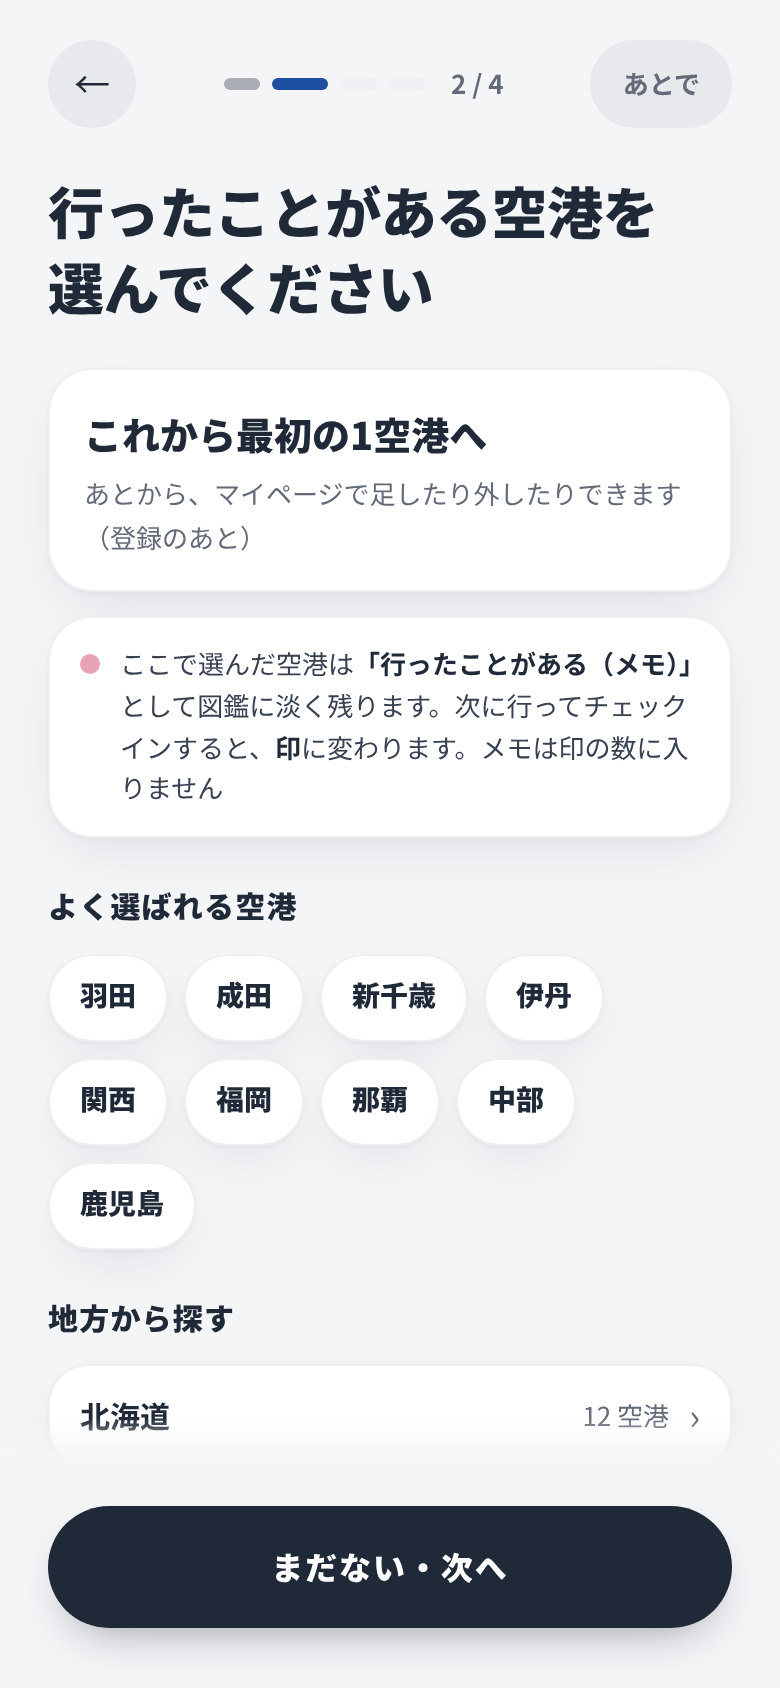 ←
2 / 4
あとで
行ったことがある空港を
選んでください
これから最初の1空港へ
あとから、マイページで足したり外したりできます
（登録のあと）
ここで選んだ空港は「行ったことがある（メモ）」
として図鑑に淡く残ります。次に行ってチェック
インすると、印に変わります。メモは印の数に入
りません
よく選ばれる空港
羽田
成田
新千歳
伊丹
関西
福岡
那覇
中部
鹿児島
地方から探す
北海道
12 空港 ›
まだない・次へ